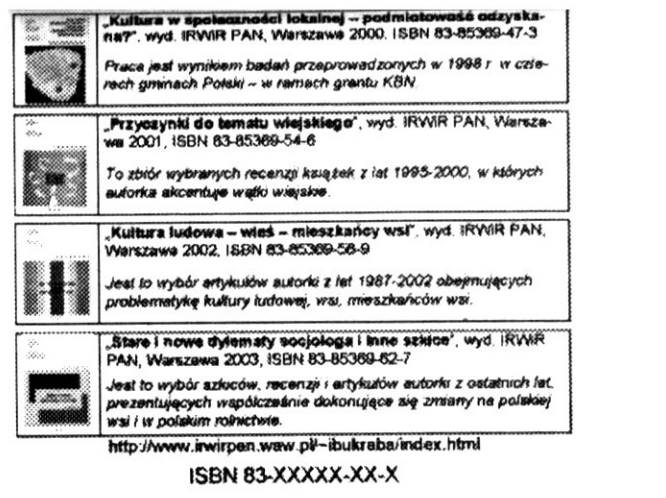 „Kultura w społeczności lokalnej – podmiotowość odzyska-
na?", wyd. IRWIR PAN, Warszawa 2000, ISBN 83-85369-47-3
Praca jest wynikiem badań przeprowadzonych w 1998 r. w czte-
rech gminach Polski – w ramach grantu KBN.
„Przyczynki do tematu wiejskiego", wyd. IRWIR PAN, Warsza-
wa 2001, ISBN 83-85369-54-6
To zbiór wybranych recenzji książek z lat 1995-2000, w których
autorka akcentuje wątki wiejskie.
„Kultura ludowa – wieś – mieszkańcy wsi", wyd. IRWIR PAN,
Warszawa 2002, ISBN 83-85369-58-9
Jest to wybór artykułów autorki z lat 1987-2002 obejmujących
problematykę kultury ludowej, wsi, mieszkańców wsi.
„Stare i nowe dylematy socjologa i inne szkice", wyd. IRWIR
PAN, Warszawa 2003, ISBN 83-85369-62-7
Jest to wybór szkiców, recenzji i artykułów autorki z ostatnich lat,
prezentujących współcześnie dokonujące się zmiany na polskiej
wsi i w polskim rolnictwie.
http://www.irwirpan.waw.pl/~ibukraba/index.html
ISBN 83-XXXXX-XX-X